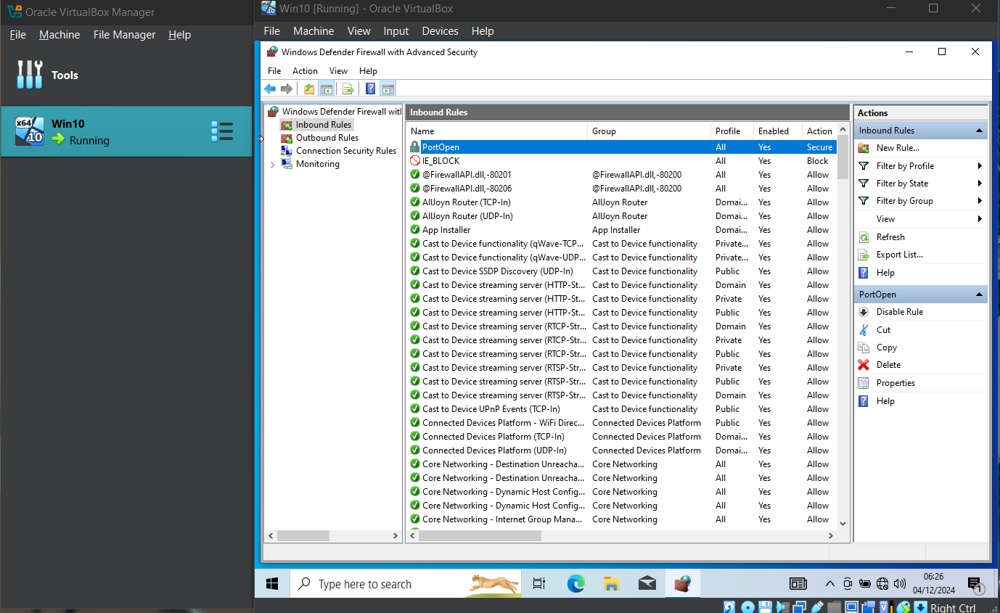 Oracle VirtualBox Manager
File Machine File Manager Help
Tools
x64 10 Win10
Running
Win10 [Running] - Oracle VirtualBox
File Machine View Input Devices Help
Windows Defender Firewall with Advanced Security
File Action View Help
Windows Defender Firewall wit
Inbound Rules
Outbound Rules
Connection Security Rules
Monitoring
Inbound Rules
Name Group Profile Enabled Action
PortOpen All Yes Secure
IE_BLOCK All Yes Block
@FirewallAPI.dll,-80201 @FirewallAPI.dll,-80200 All Yes Allow
@FirewallAPI.dll,-80206 @FirewallAPI.dll,-80200 All Yes Allow
AllJoyn Router (TCP-In) AllJoyn Router Domai... Yes Allow
AllJoyn Router (UDP-In) AllJoyn Router Domai... Yes Allow
App Installer App Installer Domai... Yes Allow
Cast to Device functionality (qWave-TCP... Cast to Device functionality Private... Yes Allow
Cast to Device functionality (qWave-UDP... Cast to Device functionality Private... Yes Allow
Cast to Device SSDP Discovery (UDP-In) Cast to Device functionality Public Yes Allow
Cast to Device streaming server (HTTP-St... Cast to Device functionality Domain Yes Allow
Cast to Device streaming server (HTTP-St... Cast to Device functionality Private Yes Allow
Cast to Device streaming server (HTTP-St... Cast to Device functionality Public Yes Allow
Cast to Device streaming server (RTCP-Str... Cast to Device functionality Domain Yes Allow
Cast to Device streaming server (RTCP-Str... Cast to Device functionality Private Yes Allow
Cast to Device streaming server (RTCP-Str... Cast to Device functionality Public Yes Allow
Cast to Device streaming server (RTSP-Str... Cast to Device functionality Private Yes Allow
Cast to Device streaming server (RTSP-Str... Cast to Device functionality Public Yes Allow
Cast to Device streaming server (RTSP-Str... Cast to Device functionality Domain Yes Allow
Cast to Device UPnP Events (TCP-In) Cast to Device functionality Public Yes Allow
Connected Devices Platform - WiFi Direc... Connected Devices Platform Public Yes Allow
Connected Devices Platform (TCP-In) Connected Devices Platform Domai... Yes Allow
Connected Devices Platform (UDP-In) Connected Devices Platform Domai... Yes Allow
Core Networking - Destination Unreacha... Core Networking All Yes Allow
Core Networking - Destination Unreacha... Core Networking All Yes Allow
Core Networking - Dynamic Host Config... Core Networking All Yes Allow
Core Networking - Dynamic Host Config... Core Networking All Yes Allow
Core Networking - Internet Group Mana... Core Networking All Yes Allow
Actions
Inbound Rules
New Rule...
Filter by Profile
Filter by State
Filter by Group
View
Refresh
Export List...
Help
PortOpen
Disable Rule
Cut
Copy
Delete
Properties
Help
Type here to search
06:26
04/12/2024
1
Right Ctrl